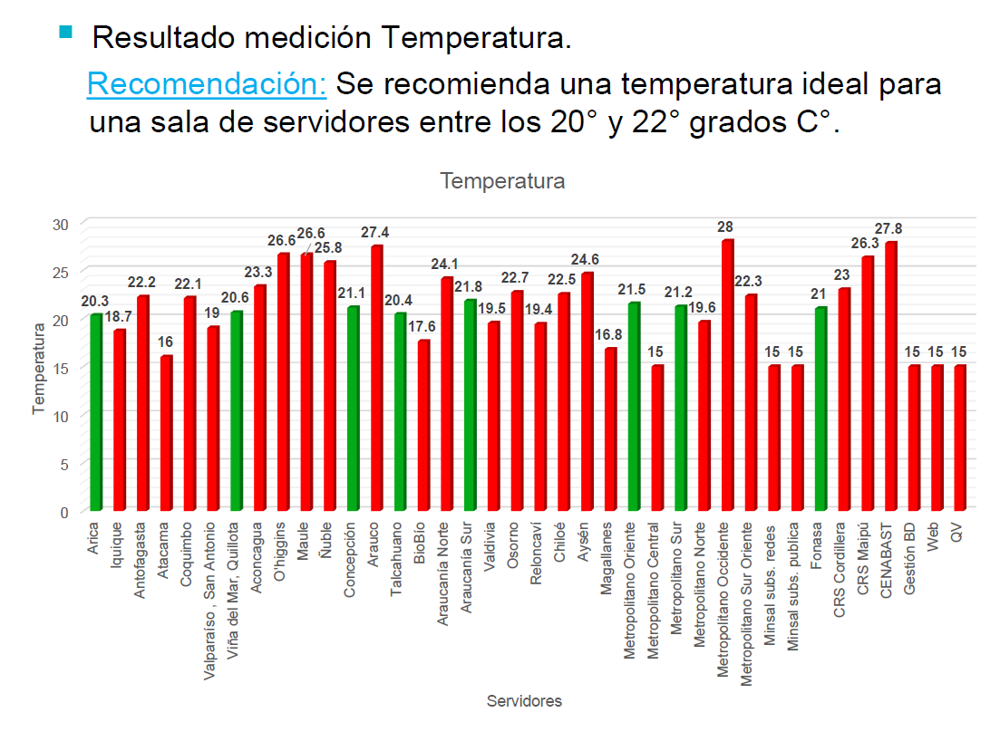 Resultado medición Temperatura.
Recomendación: Se recomienda una temperatura ideal para
una sala de servidores entre los 20° y 22° grados C°.
Temperatura
Temperatura
30
25
20
15
10
5
0
20.3
18.7
22.2
16
22.1
19
20.6
23.3
26.6
26.6
25.8
21.1
27.4
20.4
17.6
24.1
21.8
19.5
22.7
19.4
22.5
24.6
16.8
21.5
15
21.2
19.6
28
22.3
15
15
21
23
26.3
27.8
15
15
15
Arica
Iquique
Antofagasta
Atacama
Coquimbo
Valparaíso , San Antonio
Viña del Mar, Quillota
Aconcagua
O'higgins
Maule
Ñuble
Concepción
Arauco
Talcahuano
BioBío
Araucanía Norte
Araucanía Sur
Valdivia
Osorno
Reloncaví
Chiloé
Aysén
Magallanes
Metropolitano Oriente
Metropolitano Central
Metropolitano Sur
Metropolitano Norte
Metropolitano Occidente
Metropolitano Sur Oriente
Minsal subs. redes
Minsal subs. publica
Fonasa
CRS Cordillera
CRS Maipú
CENABAST
Gestión BD
Web
QV
Servidores